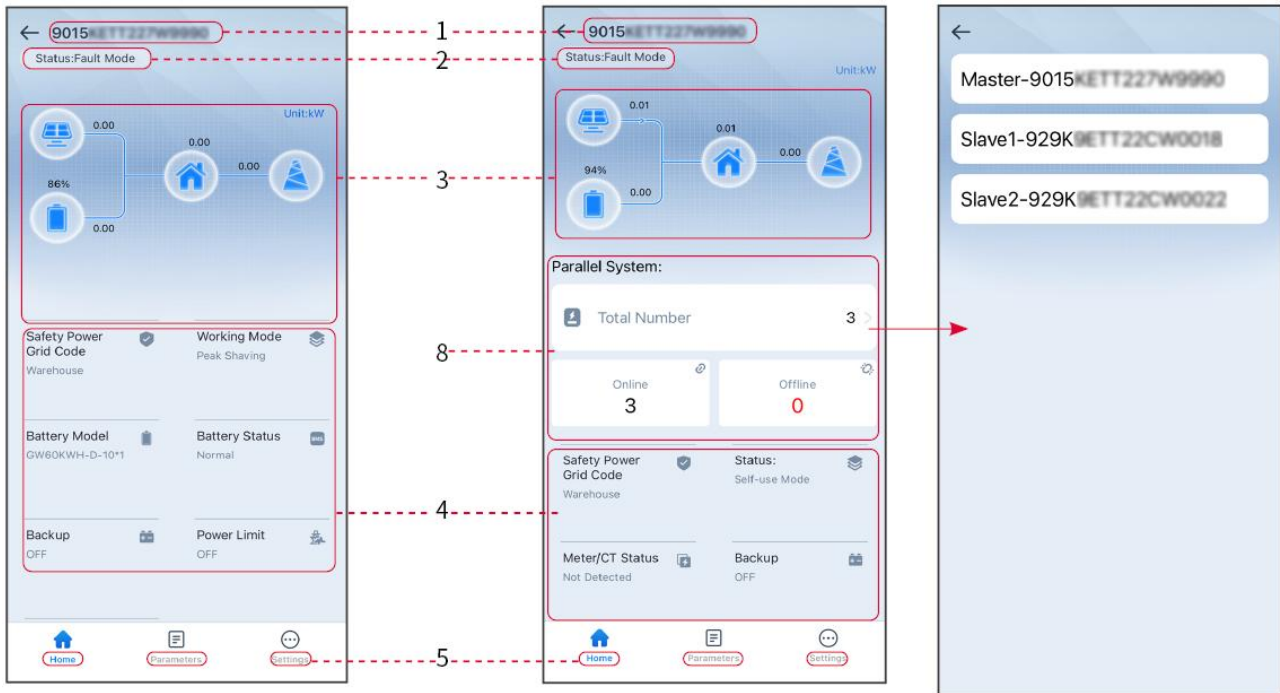 9015
Status:Fault Mode
Unit:kW
0.00
0.00
0.00
86%
0.00
Safety Power
Grid Code
Warehouse
Working Mode
Peak Shaving
Battery Model
GW60KWH-D-10*1
Battery Status
Normal
Backup
OFF
Power Limit
OFF
Home
Parameters
Settings
1
2
3
8
4
5
9015
Status:Fault Mode
Unit:kW
0.01
0.01
0.00
94%
0.00
Parallel System:
Total Number
3
Online
3
Offline
0
Safety Power
Grid Code
Warehouse
Status:
Self-use Mode
Meter/CT Status
Not Detected
Backup
OFF
Home
Parameters
Settings
Master-9015
Slave1-929K
Slave2-929K